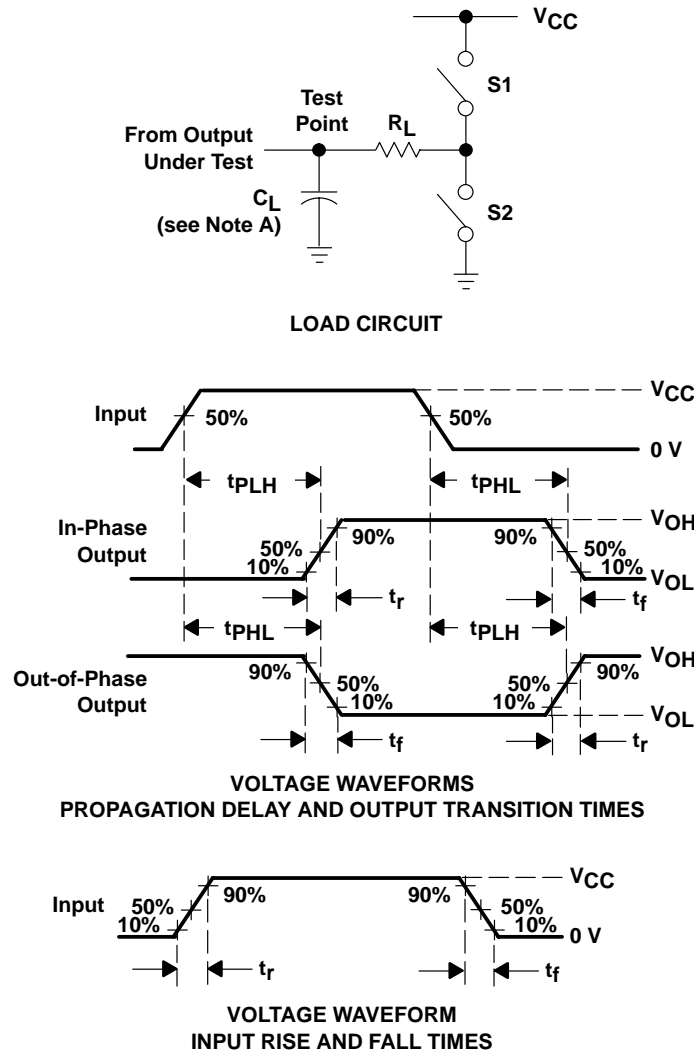 VCC
S1
Test
Point
RL
From Output
Under Test
CL
(see Note A)
S2
LOAD CIRCUIT
VCC
Input
50%
50%
0 V
tPLH
tPHL
In-Phase
Output
VOH
90%
90%
50%
50%
10%
10%
VOL
tr
tf
tPHL
tPLH
Out-of-Phase
Output
VOH
90%
90%
50%
50%
10%
10%
VOL
tf
tr
VOLTAGE WAVEFORMS
PROPAGATION DELAY AND OUTPUT TRANSITION TIMES
VCC
Input
90%
90%
50%
50%
10%
10%
0 V
tr
tf
VOLTAGE WAVEFORM
INPUT RISE AND FALL TIMES